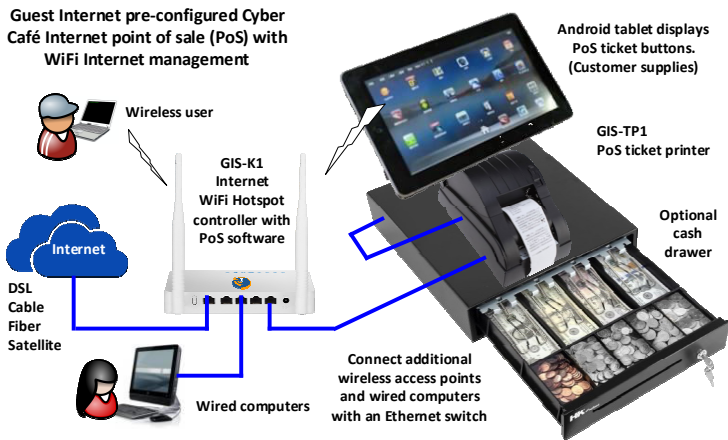 Guest Internet pre-configured Cyber
Café Internet point of sale (PoS) with
WiFi Internet management
Android tablet displays
PoS ticket buttons.
(Customer supplies)
Wireless user
GIS-TP1
PoS ticket printer
GIS-K1
Internet
WiFi Hotspot
controller with
PoS software
Optional
cash
drawer
Internet
DSL
Cable
Fiber
Satellite
Connect additional
wireless access points
and wired computers
with an Ethernet switch
Wired computers